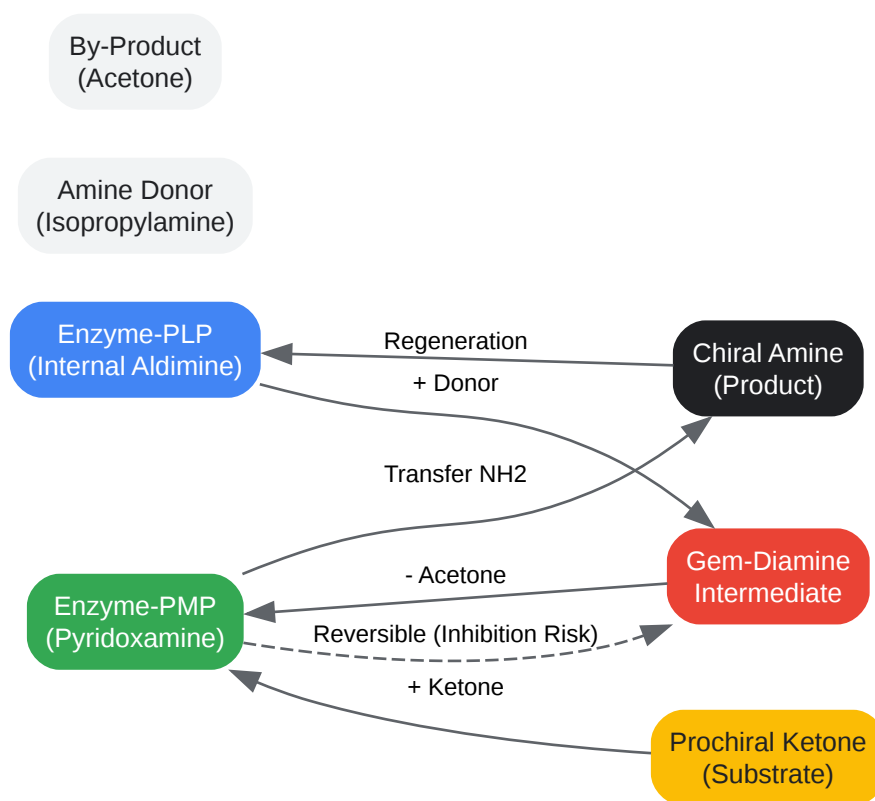 By-Product
(Acetone)
Amine Donor
(Isopropylamine)
Enzyme-PLP
(Internal Aldimine)
Regeneration
+ Donor
Chiral Amine
(Product)
Transfer NH2
Gem-Diamine
Intermediate
- Acetone
Enzyme-PMP
(Pyridoxamine)
Reversible (Inhibition Risk)
+ Ketone
Prochiral Ketone
(Substrate)